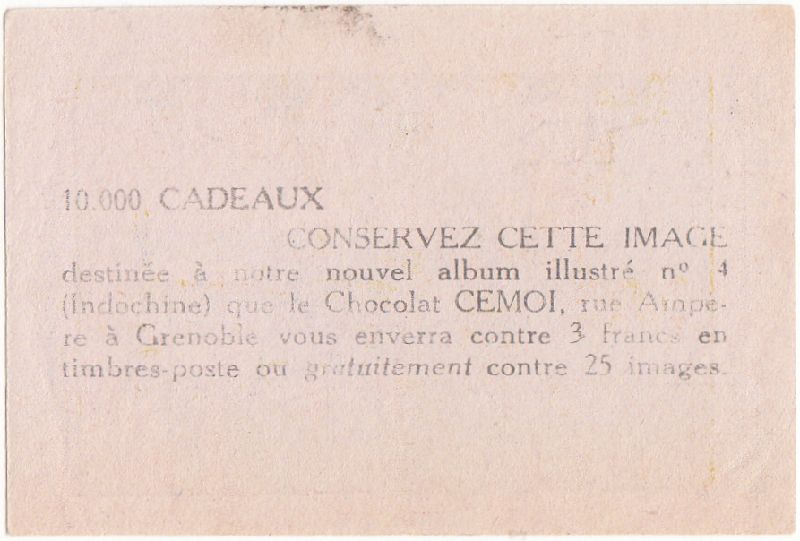 10.000 CADEAUX
CONSERVEZ CETTE IMAGE
destinée à notre nouvel album illustré nº 4
(Indochine) que le Chocolat CEMOI, rue Ampe-
re à Grenoble vous enverra contre 3 francs en
timbres-poste ou gratuitement contre 25 images.